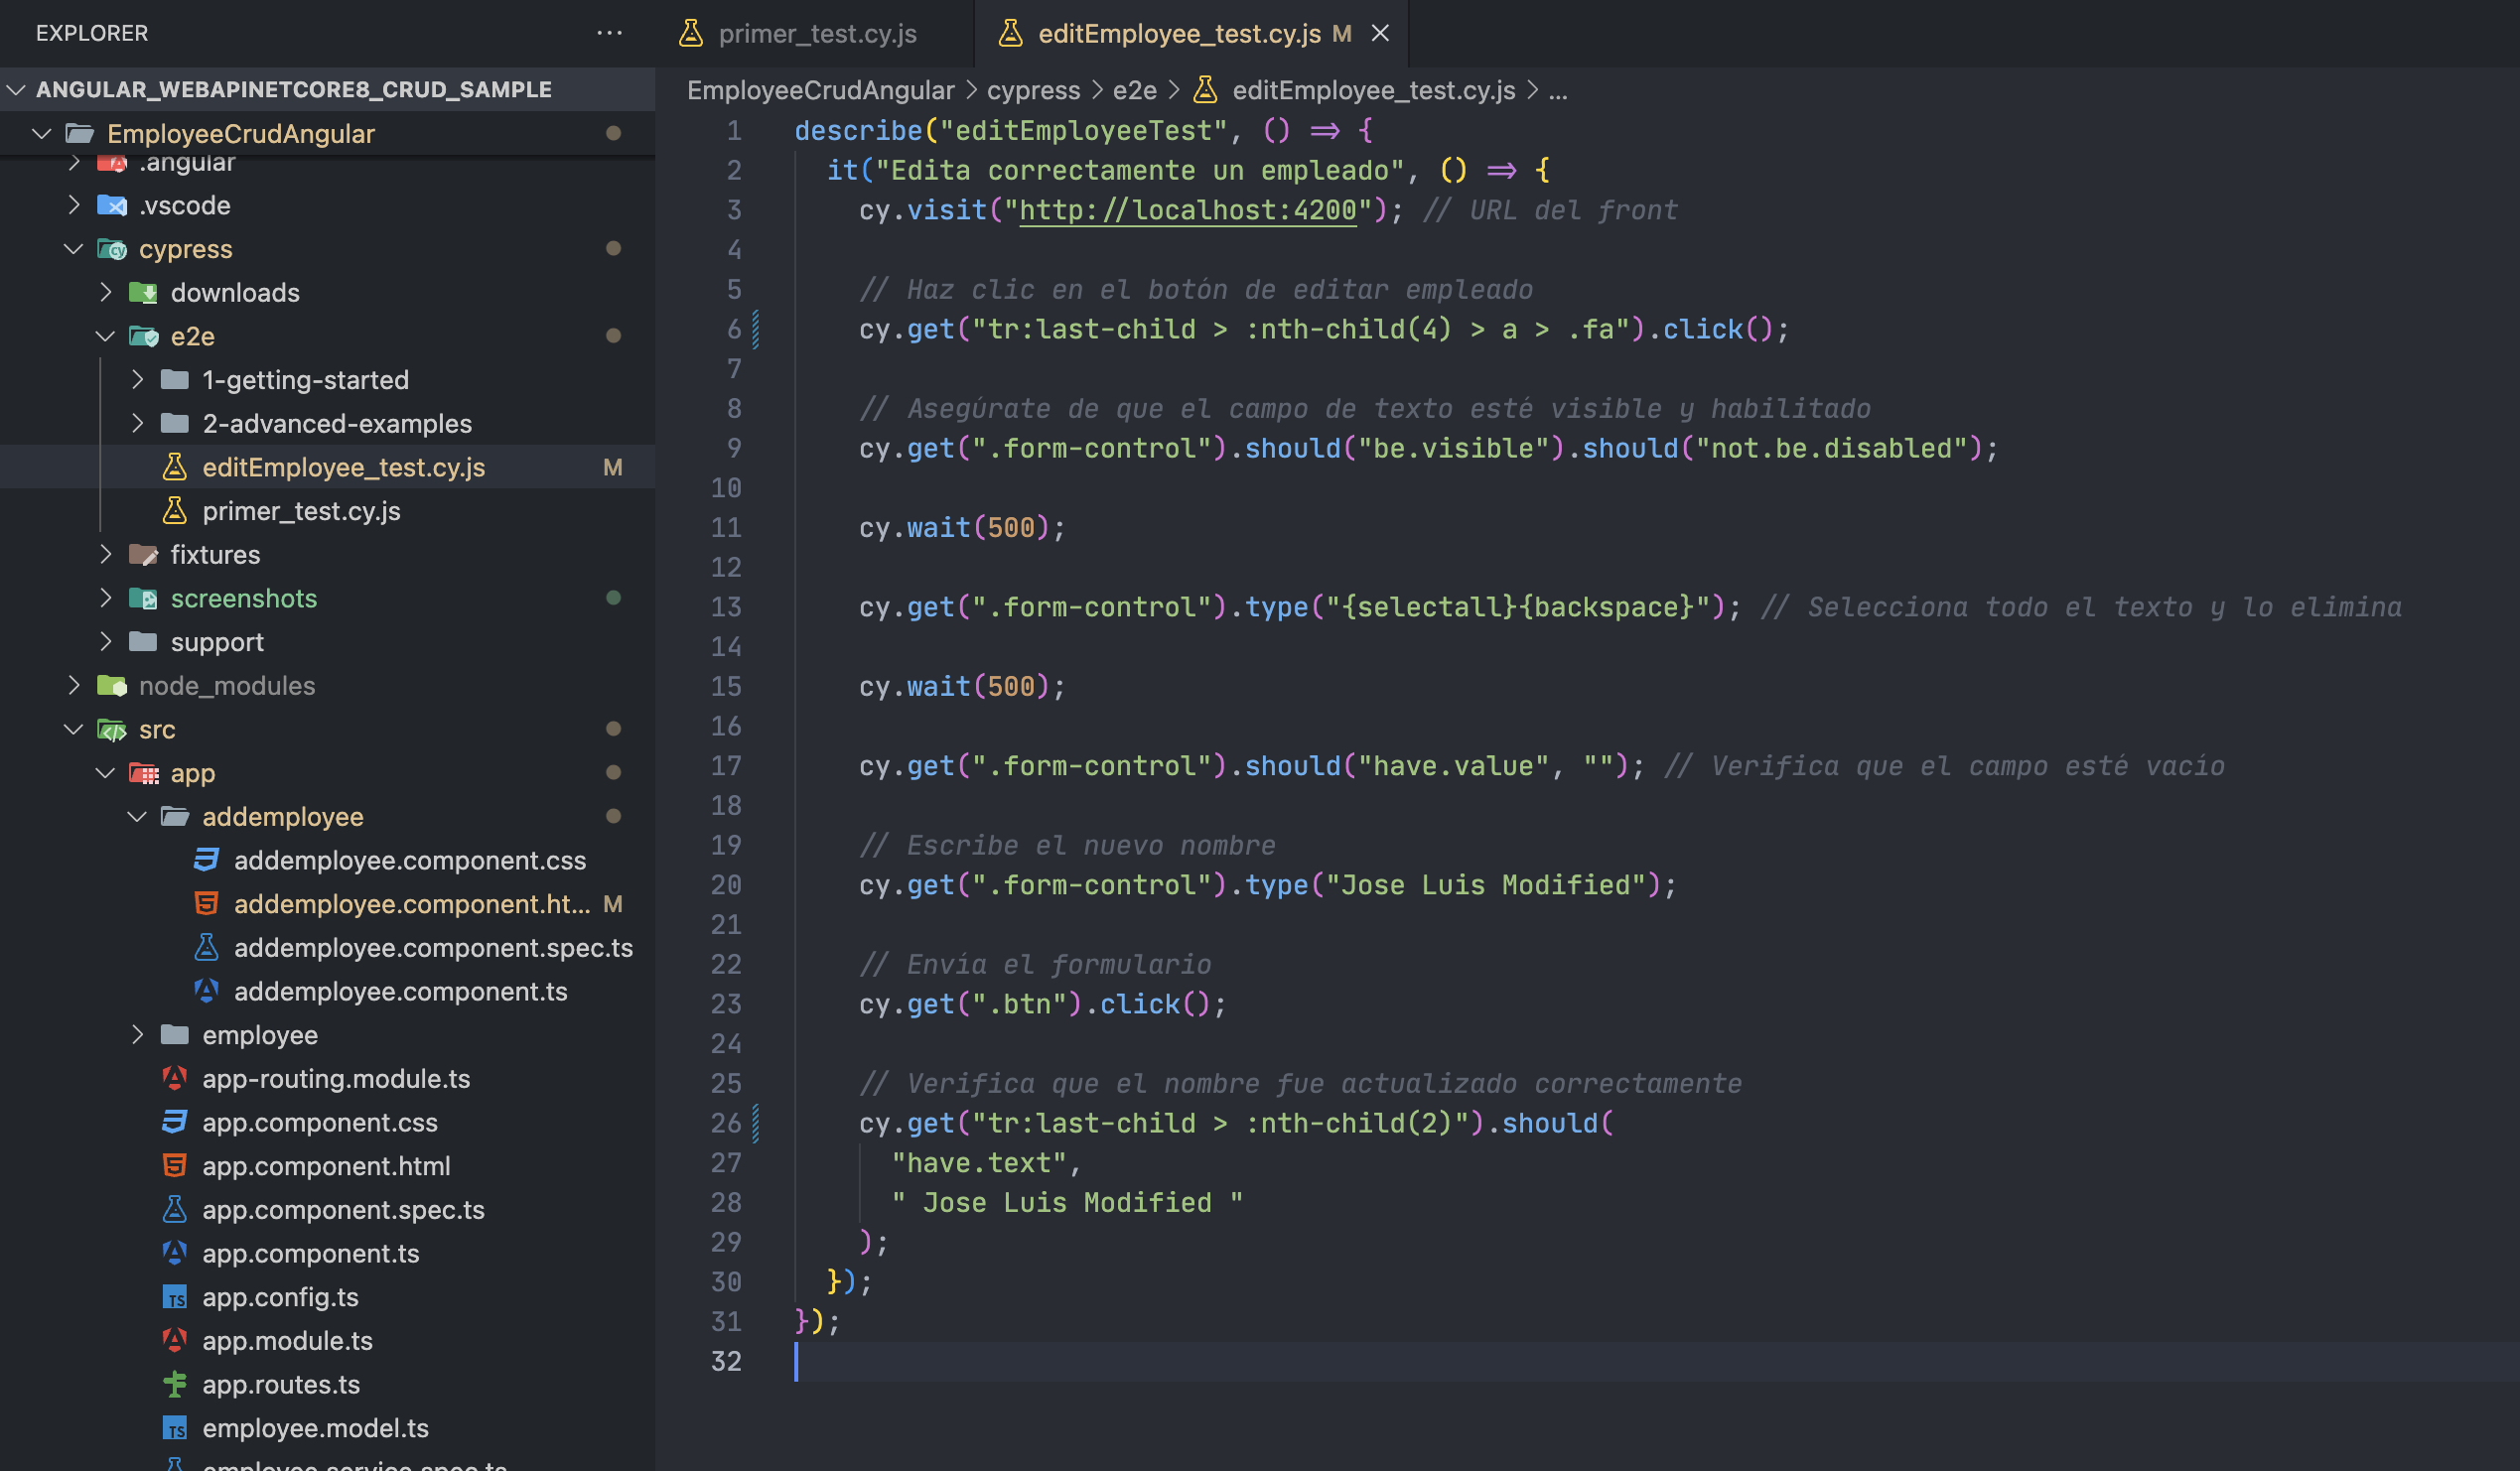 EXPLORER
ANGULAR_WEBAPINETCORE8_CRUD_SAMPLE
EmployeeCrudAngular
.angular
.vscode
cypress
downloads
e2e
1-getting-started
2-advanced-examples
editEmployee_test.cy.js M
primer_test.cy.js
fixtures
screenshots
support
node_modules
src
app
addemployee
addemployee.component.css
addemployee.component.ht... M
addemployee.component.spec.ts
addemployee.component.ts
employee
app-routing.module.ts
app.component.css
app.component.html
app.component.spec.ts
app.component.ts
app.config.ts
app.module.ts
app.routes.ts
employee.model.ts
employee.service.spec.ts
primer_test.cy.js
editEmployee_test.cy.js M
EmployeeCrudAngular > cypress > e2e > editEmployee_test.cy.js > ...
1 describe("editEmployeeTest", () => {
2 it("Edita correctamente un empleado", () => {
3 cy.visit("http://localhost:4200"); // URL del front
4
5 // Haz clic en el botón de editar empleado
6 cy.get("tr:last-child > :nth-child(4) > a > .fa").click();
7
8 // Asegúrate de que el campo de texto esté visible y habilitado
9 cy.get(".form-control").should("be.visible").should("not.be.disabled");
10
11 cy.wait(500);
12
13 cy.get(".form-control").type("{selectall}{backspace}"); // Selecciona todo el texto y lo elimina
14
15 cy.wait(500);
16
17 cy.get(".form-control").should("have.value", ""); // Verifica que el campo esté vacío
18
19 // Escribe el nuevo nombre
20 cy.get(".form-control").type("Jose Luis Modified");
21
22 // Envía el formulario
23 cy.get(".btn").click();
24
25 // Verifica que el nombre fue actualizado correctamente
26 cy.get("tr:last-child > :nth-child(2)").should(
27 "have.text",
28 " Jose Luis Modified "
29 );
30 });
31 });
32